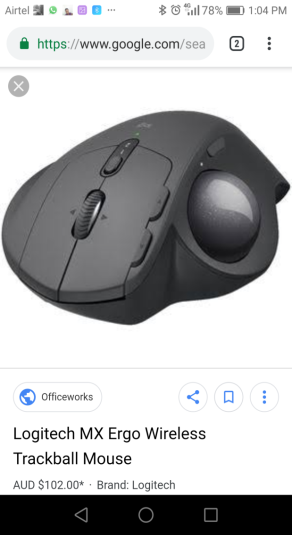 Airtel 4G 78% 1:04 PM
https://www.google.com/sea 2
Officeworks
Logitech MX Ergo Wireless
Trackball Mouse
AUD $102.00* · Brand: Logitech